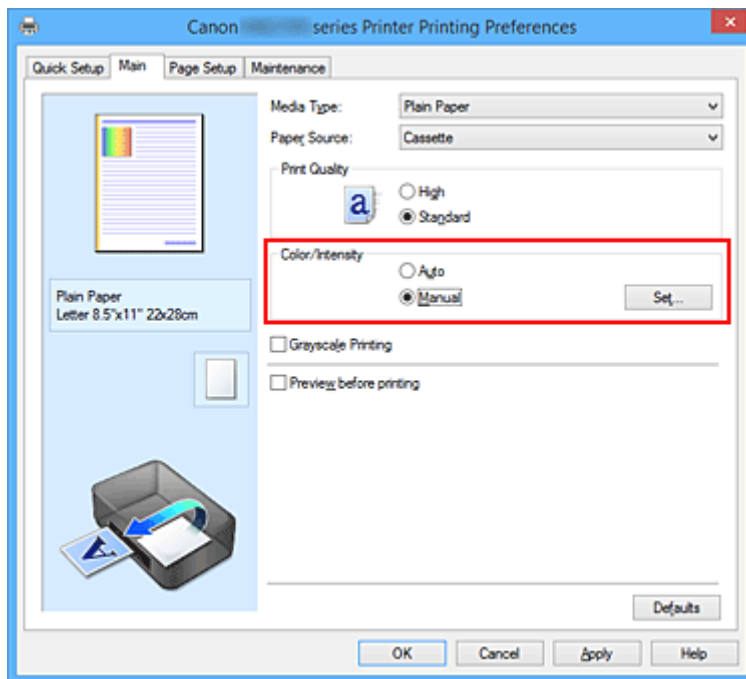 Canon series Printer Printing Preferences
Quick Setup Main Page Setup Maintenance
Media Type: Plain Paper
Paper Source: Cassette
Print Quality
a
High
Standard
Color/Intensity
Auto
Manual Set...
Plain Paper
Letter 8.5"x11" 22x28cm
Grayscale Printing
Preview before printing
A
Defaults
OK Cancel Apply Help